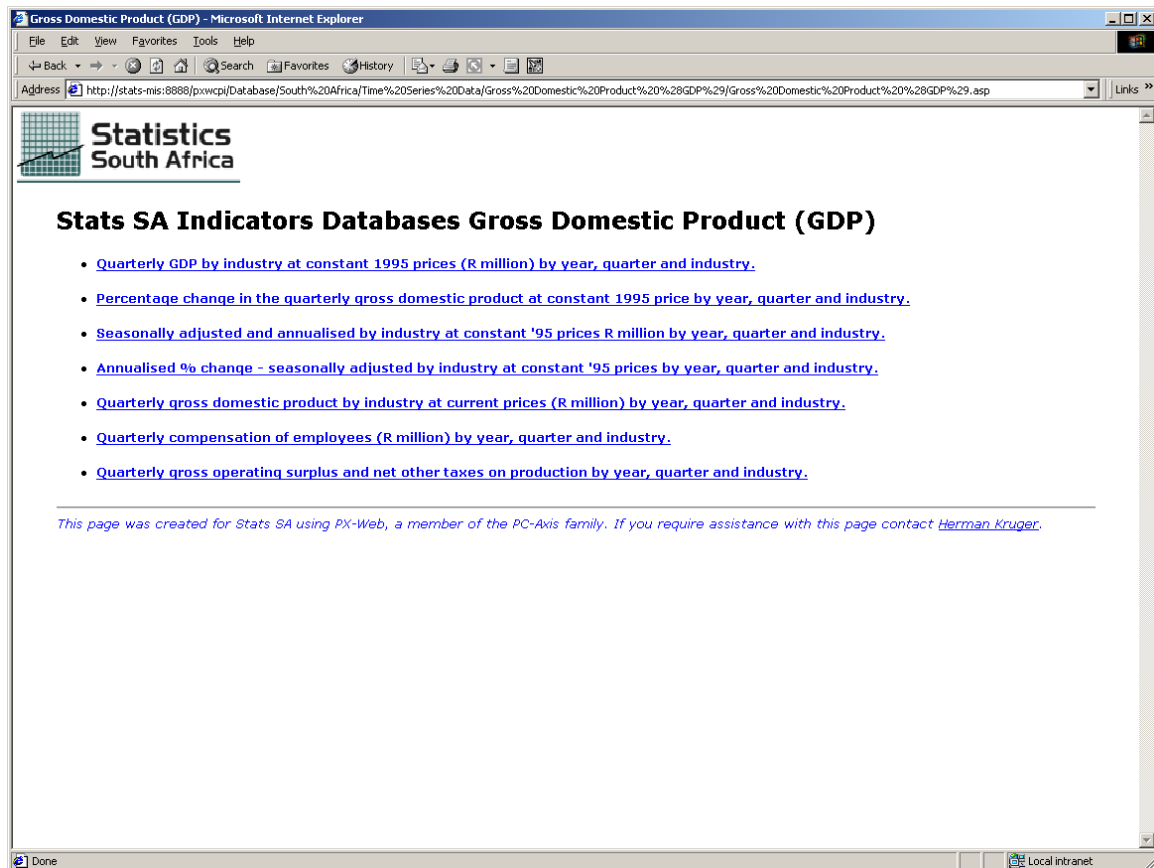 Gross Domestic Product (GDP) - Microsoft Internet Explorer
File Edit View Favorites Tools Help
Back Search Favorites History
Address http://stats-mis:8888/pxwcpi/Database/South%20Africa/Time%20Series%20Data/Gross%20Domestic%20Product%20%28GDP%29/Gross%20Domestic%20Product%20%28GDP%29.asp Links »
Statistics
South Africa
Stats SA Indicators Databases Gross Domestic Product (GDP)
• Quarterly GDP by industry at constant 1995 prices (R million) by year, quarter and industry.
• Percentage change in the quarterly gross domestic product at constant 1995 price by year, quarter and industry.
• Seasonally adjusted and annualised by industry at constant '95 prices R million by year, quarter and industry.
• Annualised % change - seasonally adjusted by industry at constant '95 prices by year, quarter and industry.
• Quarterly gross domestic product by industry at current prices (R million) by year, quarter and industry.
• Quarterly compensation of employees (R million) by year, quarter and industry.
• Quarterly gross operating surplus and net other taxes on production by year, quarter and industry.
This page was created for Stats SA using PX-Web, a member of the PC-Axis family. If you require assistance with this page contact Herman Kruger.
Done Local intranet